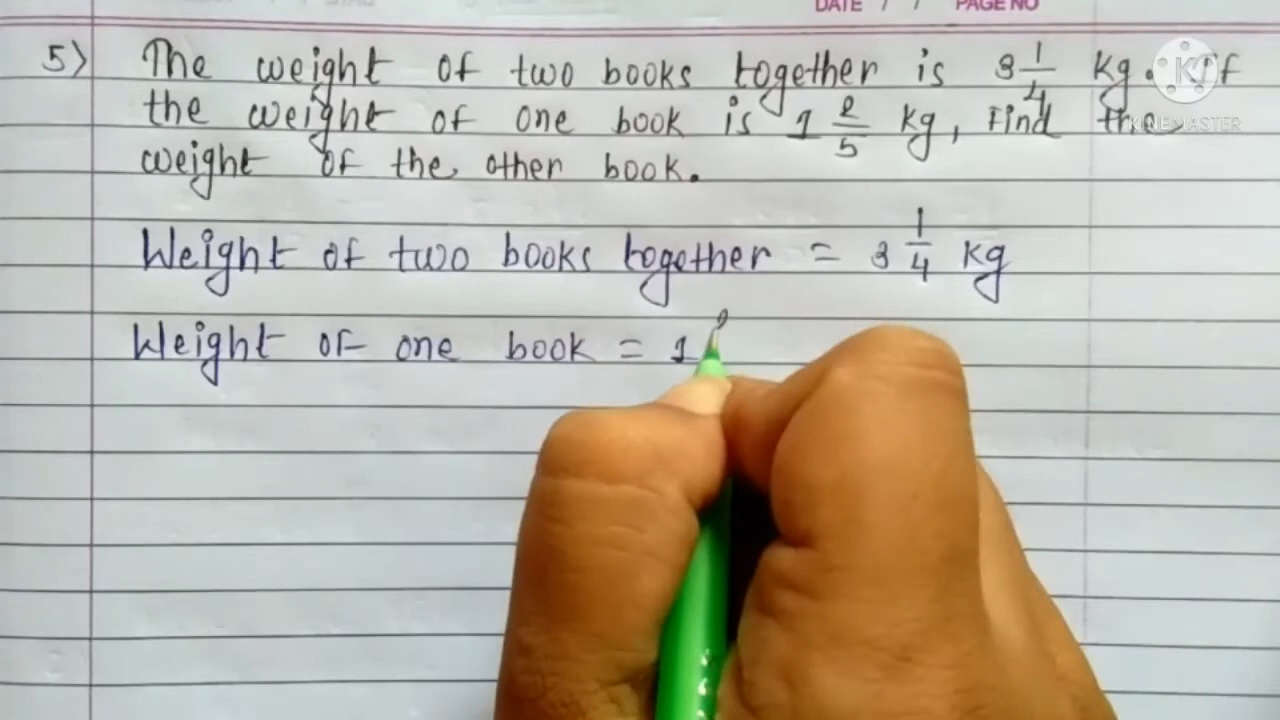 DATE / / PAGE NO
5) The weight of two books together is 3 1/4 kg. If
the weight of one book is 1 2/5 kg, Find the
weight of the other book.
KINEMASTER
Weight of two books together = 3 1/4 kg
Weight of one book = 1